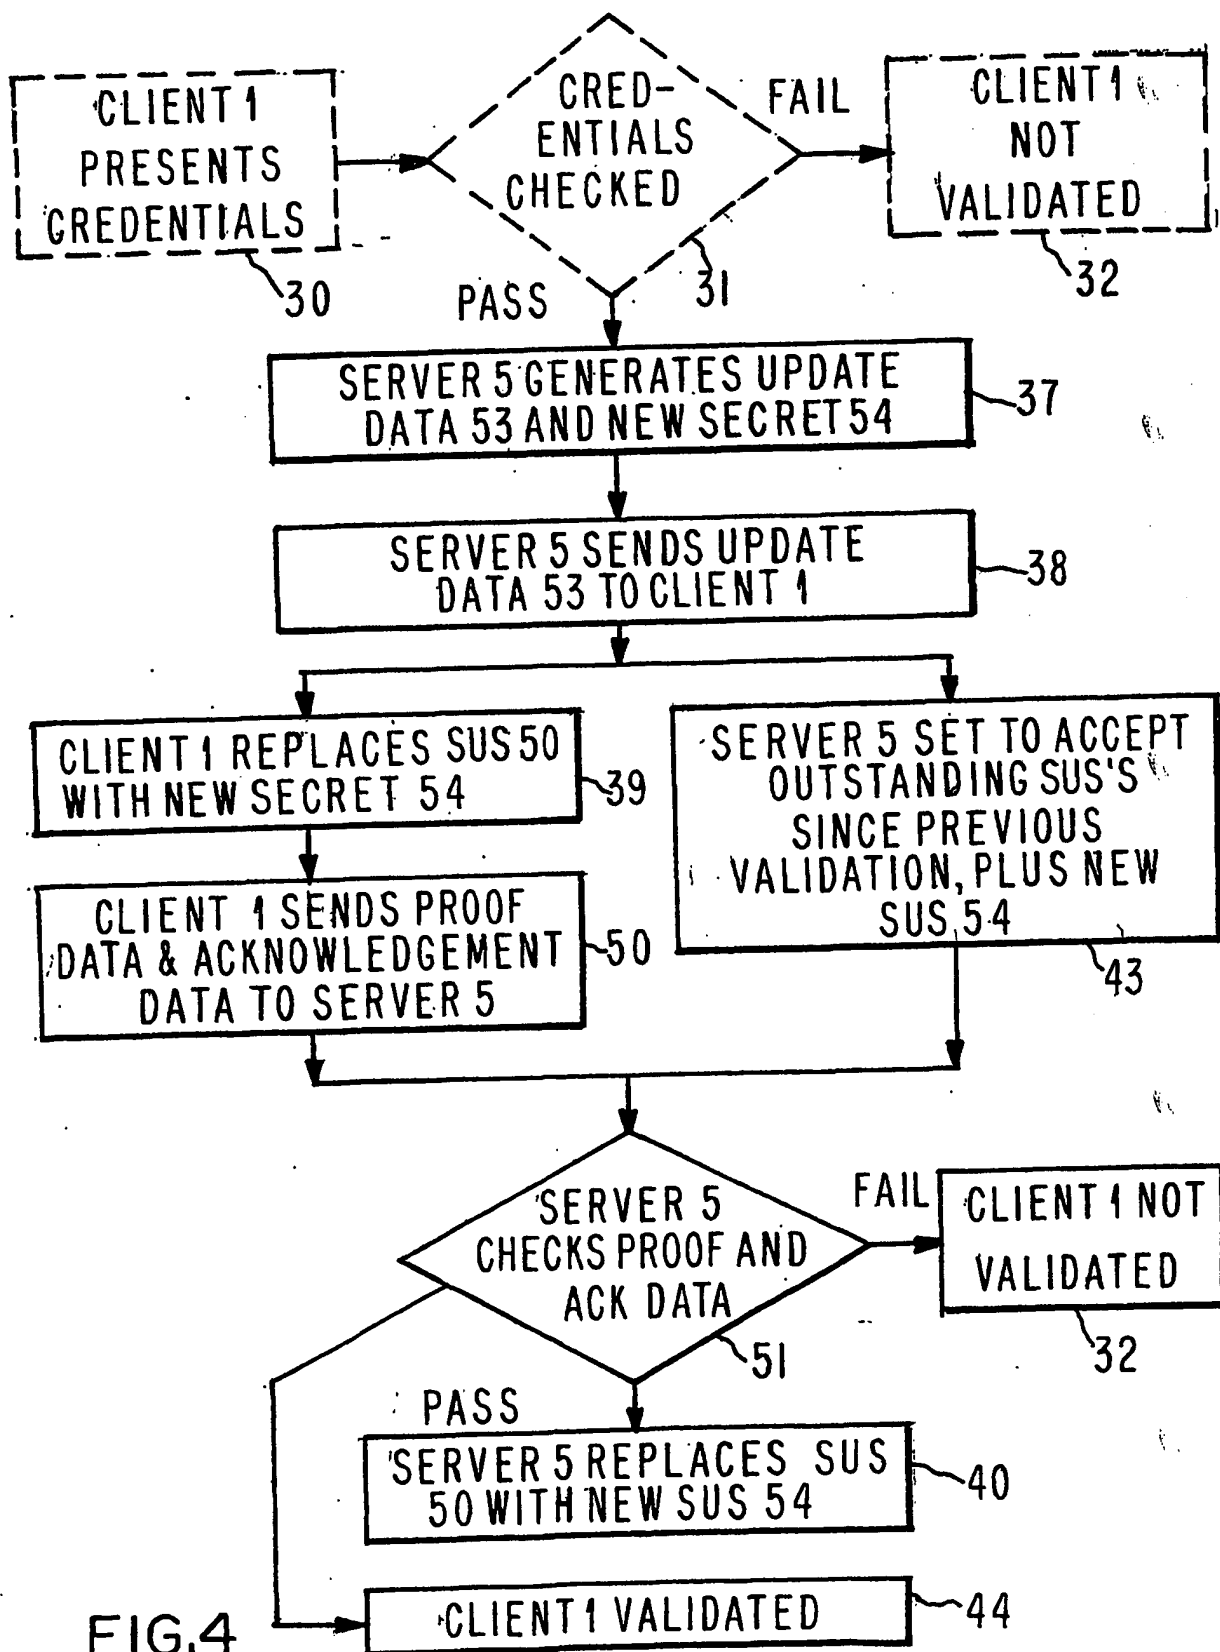 CLIENT 1
PRESENTS
CREDENTIALS
30
CRED-
ENTIALS
CHECKED
31
FAIL
CLIENT 1
NOT
VALIDATED
32
PASS
SERVER 5 GENERATES UPDATE
DATA 53 AND NEW SECRET 54
37
SERVER 5 SENDS UPDATE
DATA 53 TO CLIENT 1
38
CLIENT 1 REPLACES SUS 50
WITH NEW SECRET 54
39
SERVER 5 SET TO ACCEPT
OUTSTANDING SUS'S
SINCE PREVIOUS
VALIDATION, PLUS NEW
SUS 54
43
CLIENT 1 SENDS PROOF
DATA & ACKNOWLEDGEMENT
DATA TO SERVER 5
50
SERVER 5
CHECKS PROOF AND
ACK DATA
51
FAIL
CLIENT 1 NOT
VALIDATED
32
PASS
SERVER 5 REPLACES SUS
50 WITH NEW SUS 54
40
CLIENT 1 VALIDATED
44
FIG.4